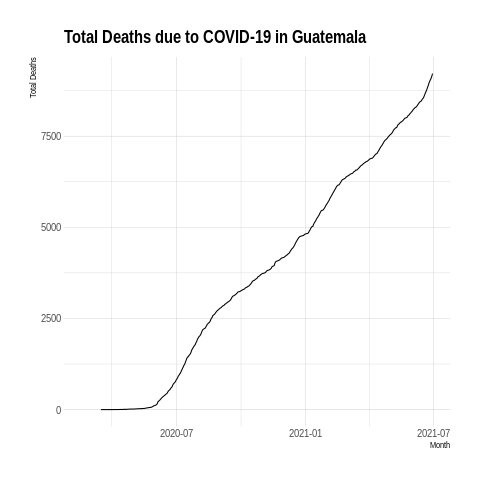 Total Deaths due to COVID-19 in Guatemala
Total Deaths
7500
5000
2500
0
2020-07
2021-01
2021-07
Month